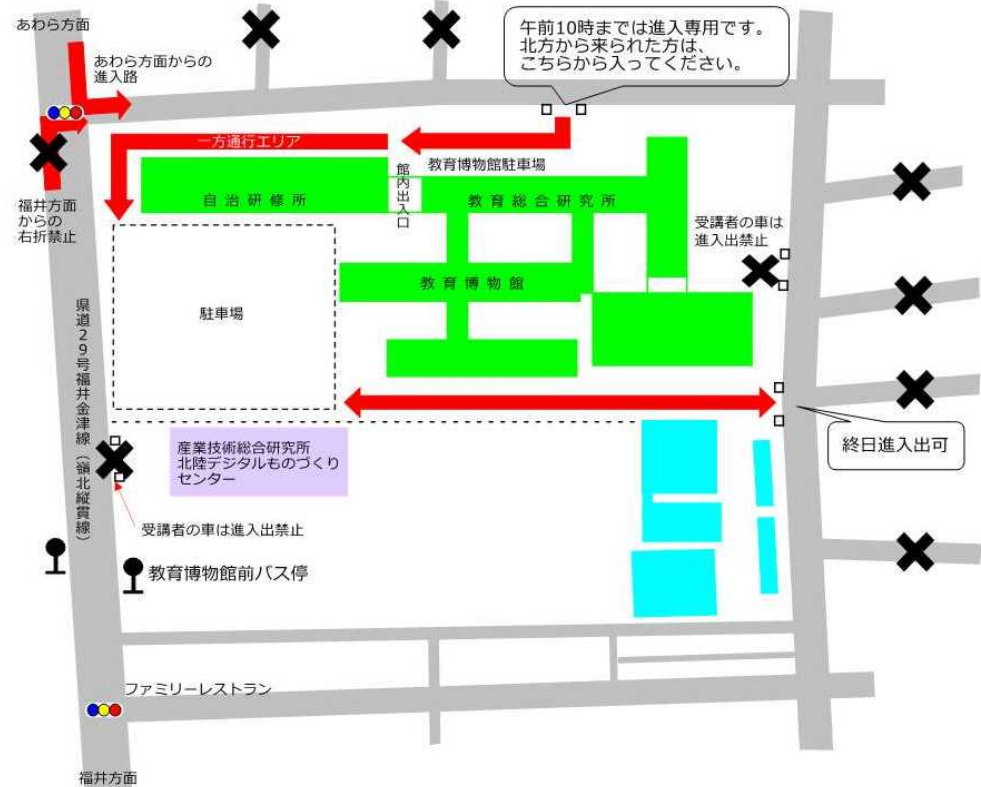 あわら方面
あわら方面からの
進入路
午前10時までは進入専用です。
北方から来られた方は、
こちらから入ってください。
一方通行エリア
教育博物館駐車場
館内出入口
自治研修所
教育総合研究所
福井方面
からの
右折禁止
受講者の車は
進入出禁止
教育博物館
駐車場
県道29号福井金津線（嶺北縦貫線）
終日進入出可
産業技術総合研究所
北陸デジタルものづくり
センター
受講者の車は進入出禁止
教育博物館前バス停
ファミリーレストラン
福井方面